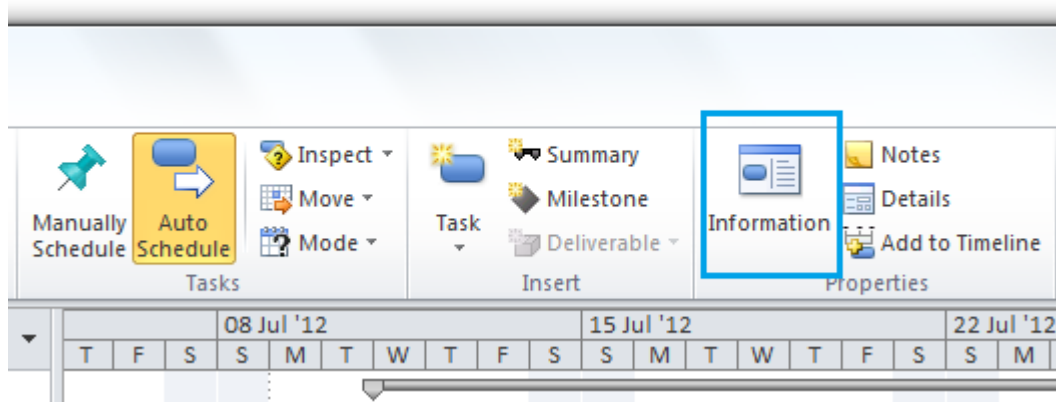 Manually
Schedule
Auto
Schedule
Inspect
Move
Mode
Tasks
Task
Summary
Milestone
Deliverable
Insert
Information
Notes
Details
Add to Timeline
Properties
08 Jul '12 15 Jul '12 22 Jul '12
T F S S M T W T F S S M T W T F S S M